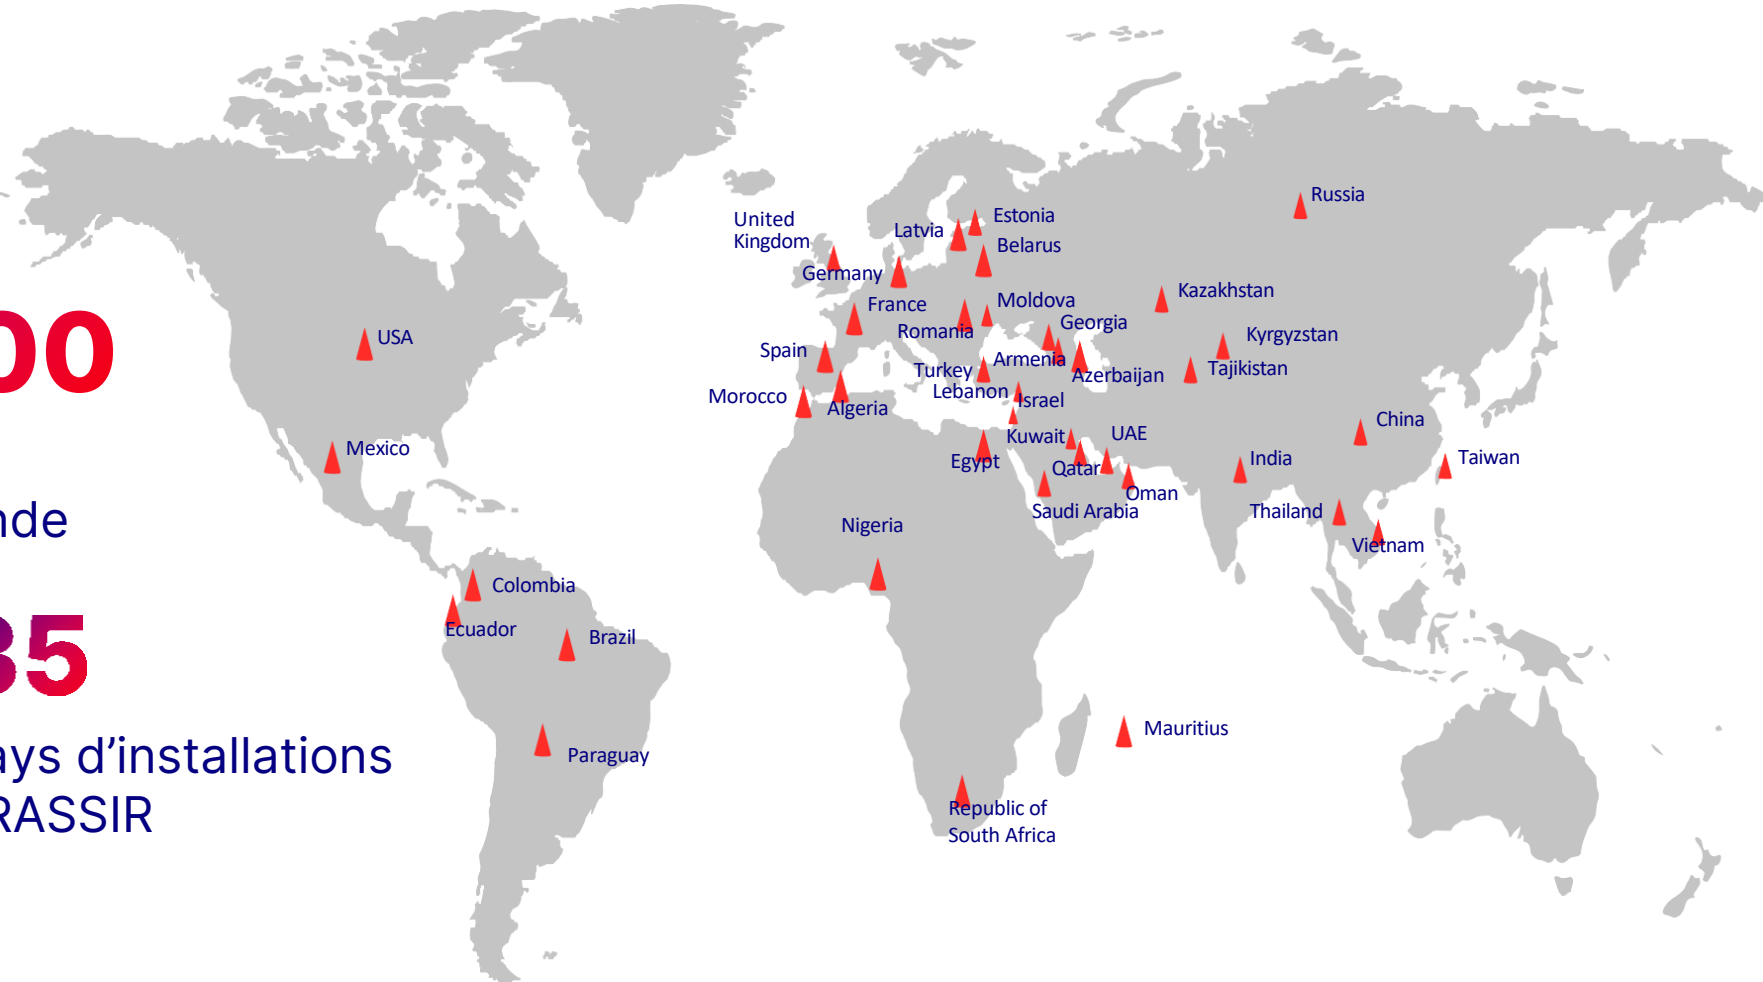 00
nde
35
ays d'installations
RASSIR
Russia
United
Kingdom
Estonia
Latvia
Belarus
Germany
Kazakhstan
France
Moldova
Romania
Georgia
Kyrgyzstan
USA
Spain
Armenia
Turkey
Azerbaijan
Tajikistan
Lebanon
Israel
Morocco
Algeria
China
Kuwait
UAE
Mexico
Egypt
Qatar
India
Taiwan
Oman
Saudi Arabia
Thailand
Nigeria
Vietnam
Colombia
Ecuador
Brazil
Mauritius
Paraguay
Republic of
South Africa